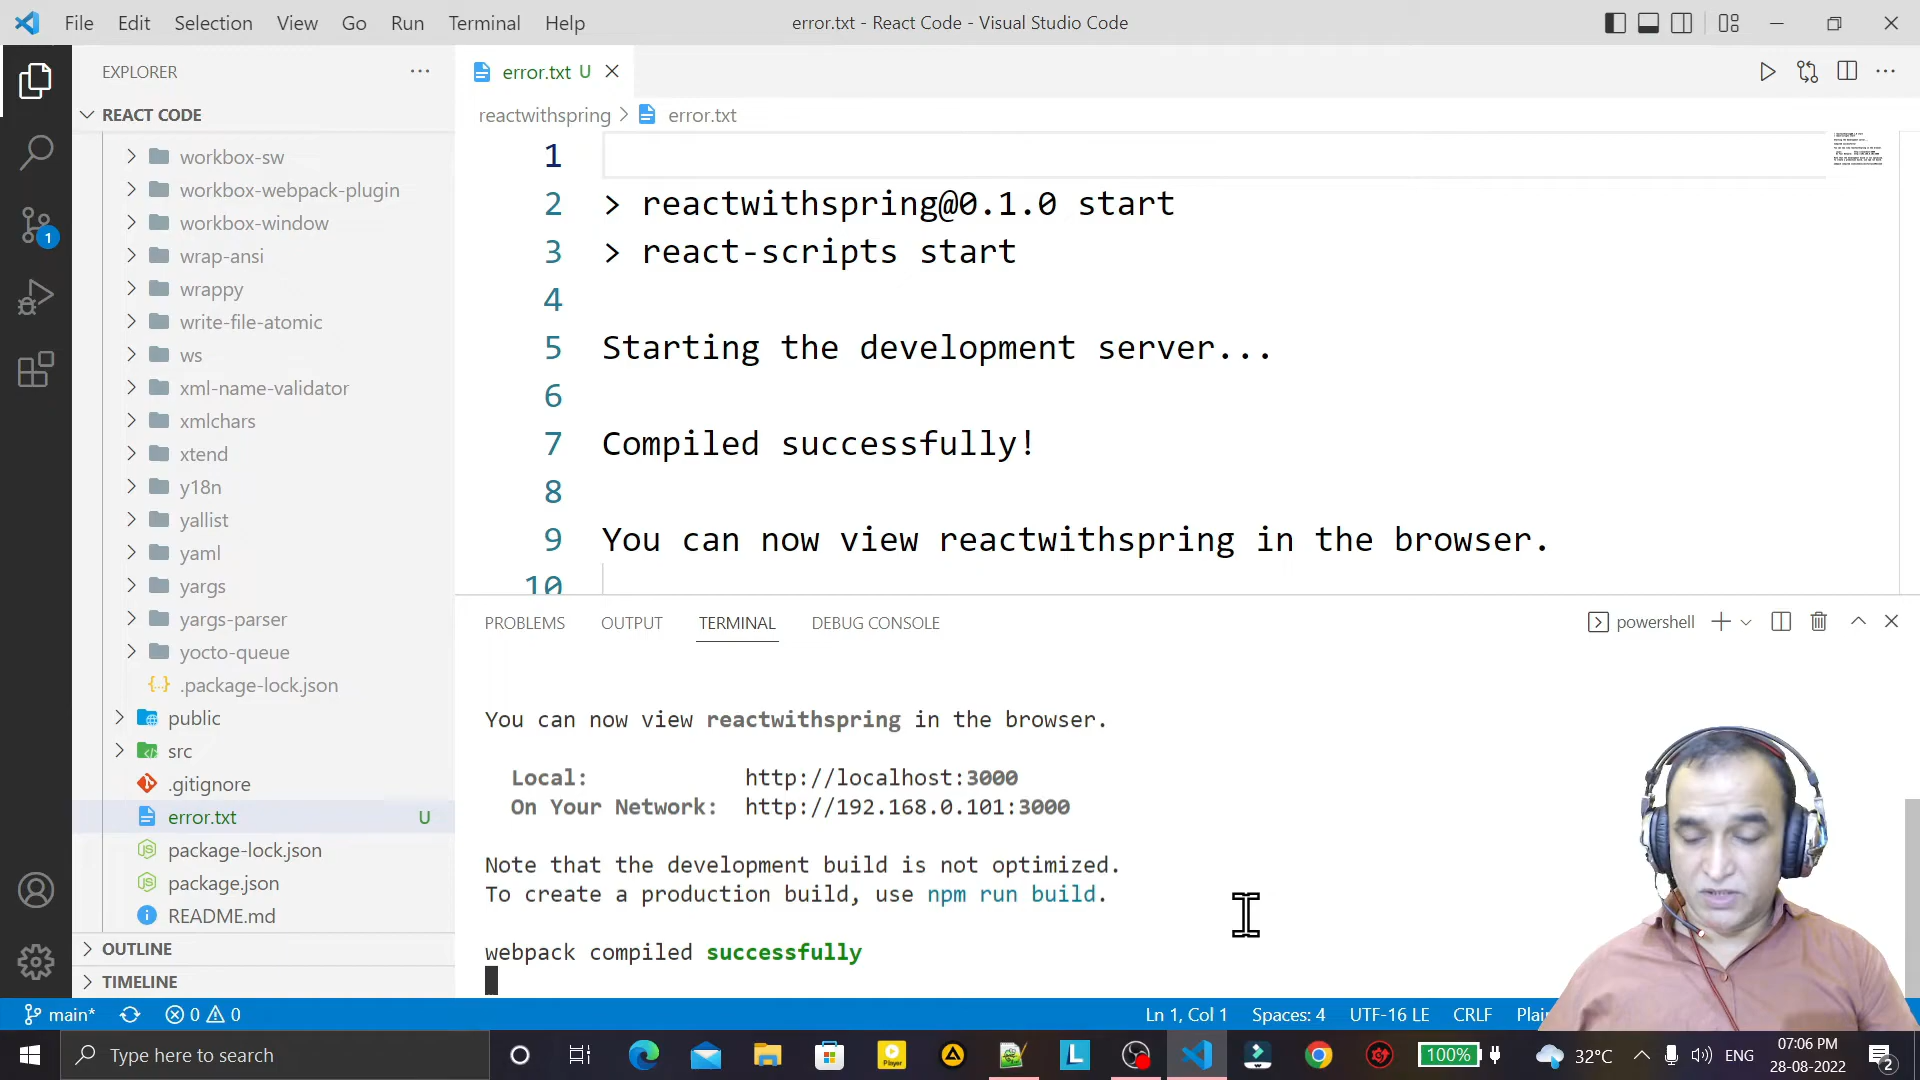 File Edit Selection View Go Run Terminal Help
error.txt - React Code - Visual Studio Code
EXPLORER
REACT CODE
workbox-sw
workbox-webpack-plugin
workbox-window
wrap-ansi
wrappy
write-file-atomic
ws
xml-name-validator
xmlchars
xtend
y18n
yallist
yaml
yargs
yargs-parser
yocto-queue
.package-lock.json
public
src
.gitignore
error.txt U
package-lock.json
package.json
README.md
OUTLINE
TIMELINE
1
error.txt U
reactwithspring > error.txt
1
2 > reactwithspring@0.1.0 start
3 > react-scripts start
4
5 Starting the development server...
6
7 Compiled successfully!
8
9 You can now view reactwithspring in the browser.
10
PROBLEMS OUTPUT TERMINAL DEBUG CONSOLE
powershell
You can now view reactwithspring in the browser.
Local: http://localhost:3000
On Your Network: http://192.168.0.101:3000
Note that the development build is not optimized.
To create a production build, use npm run build.
webpack compiled successfully
main* 0 0
Ln 1, Col 1 Spaces: 4 UTF-16 LE CRLF
Type here to search
100%
32°C
ENG
07:06 PM
28-08-2022
2